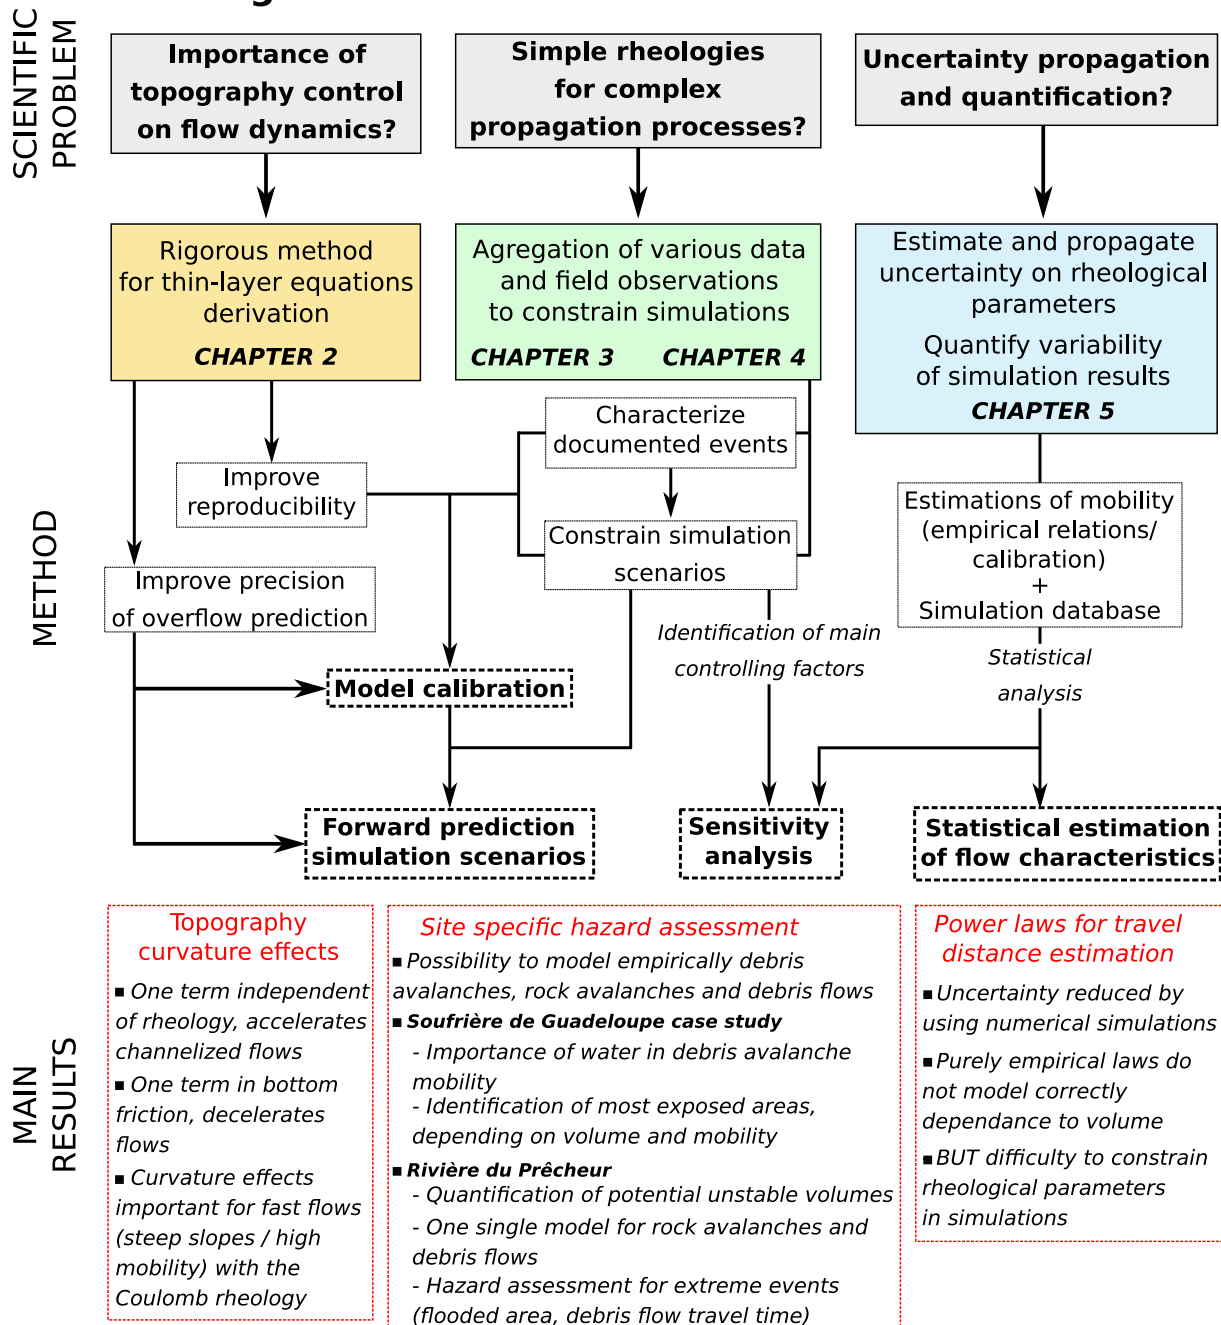 SCIENTIFIC
PROBLEM
Importance of
topography control
on flow dynamics?
Simple rheologies
for complex
propagation processes?
Uncertainty propagation
and quantification?
METHOD
Rigorous method
for thin-layer equations
derivation
CHAPTER 2
Agregation of various data
and field observations
to constrain simulations
CHAPTER 3 CHAPTER 4
Estimate and propagate
uncertainty on rheological
parameters
Quantify variability
of simulation results
CHAPTER 5
Characterize
documented events
Improve
reproducibility
Constrain simulation
scenarios
Estimations of mobility
(empirical relations/
calibration)
+
Simulation database
Improve precision
of overflow prediction
Identification of main
controlling factors
Statistical
analysis
Model calibration
Forward prediction
simulation scenarios
Sensitivity
analysis
Statistical estimation
of flow characteristics
MAIN
RESULTS
Topography
curvature effects
▪ One term independent
of rheology, accelerates
channelized flows
▪ One term in bottom
friction, decelerates
flows
▪ Curvature effects
important for fast flows
(steep slopes / high
mobility) with the
Coulomb rheology
Site specific hazard assessment
▪ Possibility to model empirically debris
avalanches, rock avalanches and debris flows
▪ Soufrière de Guadeloupe case study
- Importance of water in debris avalanche
mobility
- Identification of most exposed areas,
depending on volume and mobility
▪ Rivière du Prêcheur
- Quantification of potential unstable volumes
- One single model for rock avalanches and
debris flows
- Hazard assessment for extreme events
(flooded area, debris flow travel time)
Power laws for travel
distance estimation
▪ Uncertainty reduced by
using numerical simulations
▪ Purely empirical laws do
not model correctly
dependance to volume
▪ BUT difficulty to constrain
rheological parameters
in simulations